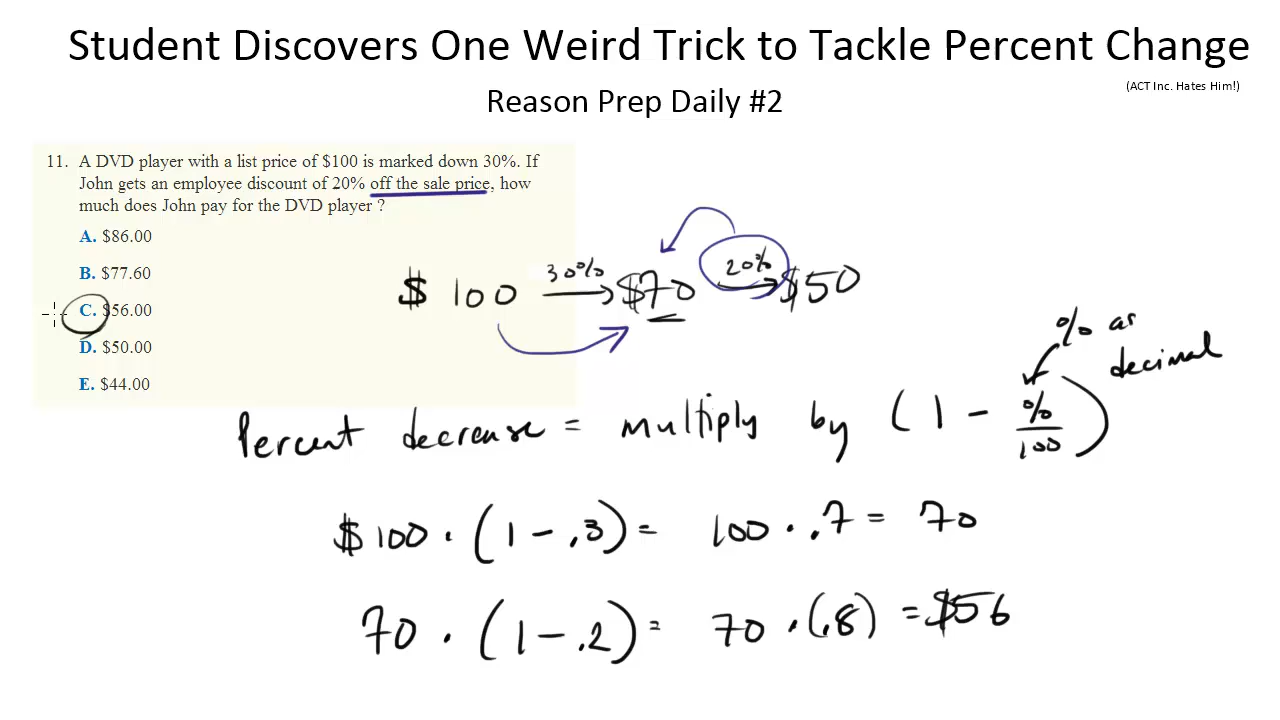 Student Discovers One Weird Trick to Tackle Percent Change
(ACT Inc. Hates Him!)
Reason Prep Daily #2
11. A DVD player with a list price of $100 is marked down 30%. If
John gets an employee discount of 20% off the sale price, how
much does John pay for the DVD player ?
A. $86.00
B. $77.60
C. $56.00
D. $50.00
E. $44.00
$ 100 30% $70 20% $50
% as
decimal
Percent decrease = multiply by (1 - %/100)
$100 · (1 - .3) = 100 · .7 = 70
70 · (1 - .2) = 70 · (.8) = $56